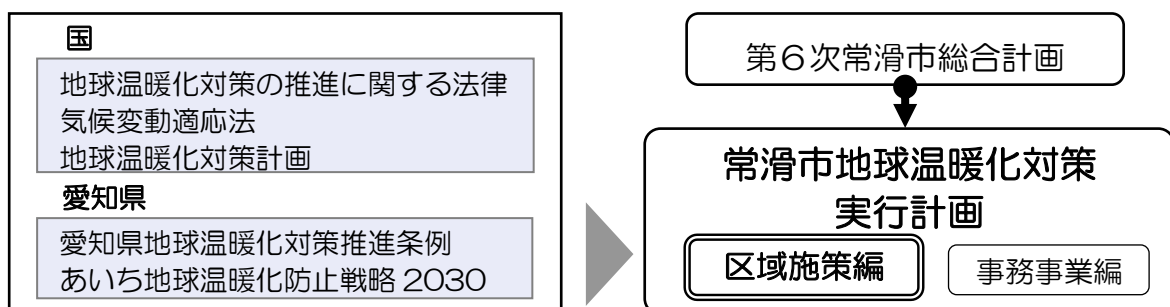 国
地球温暖化対策の推進に関する法律
気候変動適応法
地球温暖化対策計画
愛知県
愛知県地球温暖化対策推進条例
あいち地球温暖化防止戦略 2030
第6次常滑市総合計画
常滑市地球温暖化対策
実行計画
区域施策編
事務事業編